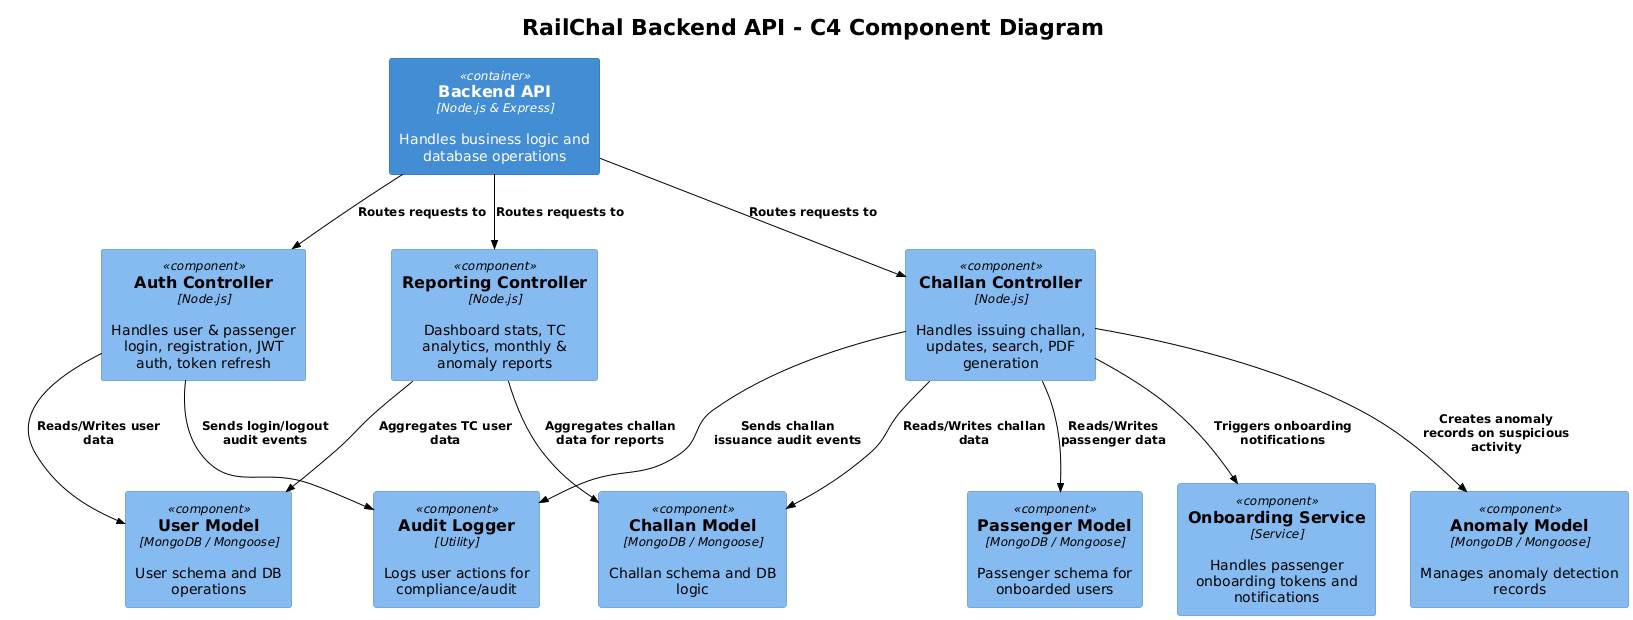 RailChal Backend API - C4 Component Diagram
«container»
Backend API
[Node.js & Express]
Handles business logic and
database operations
Routes requests to
Routes requests to
Routes requests to
«component»
Auth Controller
[Node.js]
Handles user & passenger
login, registration, JWT
auth, token refresh
«component»
Reporting Controller
[Node.js]
Dashboard stats, TC
analytics, monthly &
anomaly reports
«component»
Challan Controller
[Node.js]
Handles issuing challan,
updates, search, PDF
generation
Reads/Writes user
data
Sends login/logout
audit events
Aggregates TC user
data
Aggregates challan
data for reports
Sends challan
issuance audit events
Reads/Writes challan
data
Reads/Writes
passenger data
Triggers onboarding
notifications
Creates anomaly
records on suspicious
activity
«component»
User Model
[MongoDB / Mongoose]
User schema and DB
operations
«component»
Audit Logger
[Utility]
Logs user actions for
compliance/audit
«component»
Challan Model
[MongoDB / Mongoose]
Challan schema and DB
logic
«component»
Passenger Model
[MongoDB / Mongoose]
Passenger schema for
onboarded users
«component»
Onboarding Service
[Service]
Handles passenger
onboarding tokens and
notifications
«component»
Anomaly Model
[MongoDB / Mongoose]
Manages anomaly detection
records